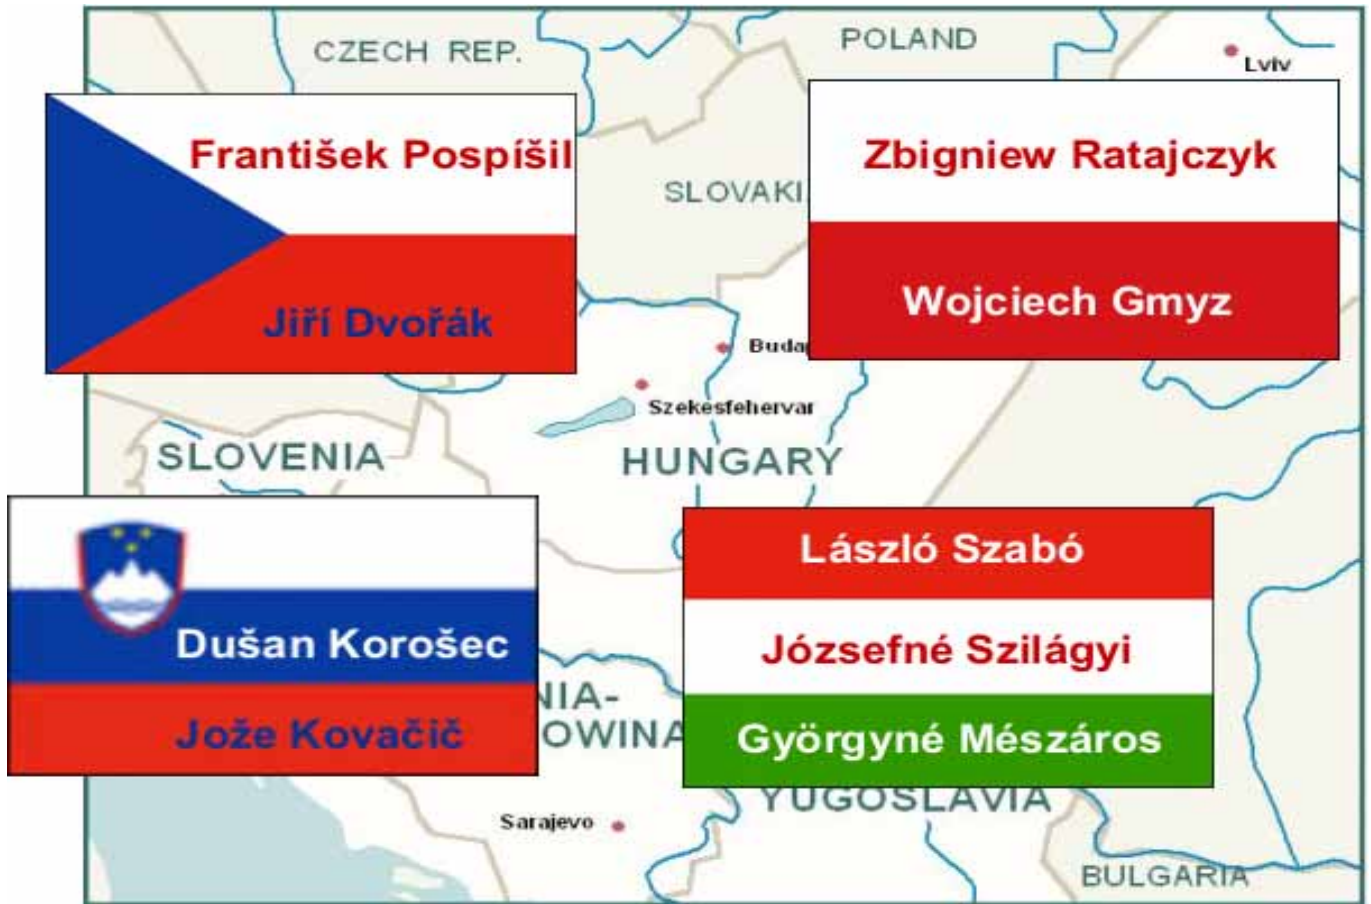 CZECH REP.
POLAND
Lviv
František Pospíšil
Zbigniew Ratajczyk
SLOVAKI
Jiří Dvořák
Wojciech Gmyz
Budap
Szekesfehervar
SLOVENIA
HUNGARY
László Szabó
Dušan Korošec
Józsefné Szilágyi
NIA-
Jože Kovačič
OWINA
Györgyné Mészáros
YUGOSLAVIA
Sarajevo
BULGARIA